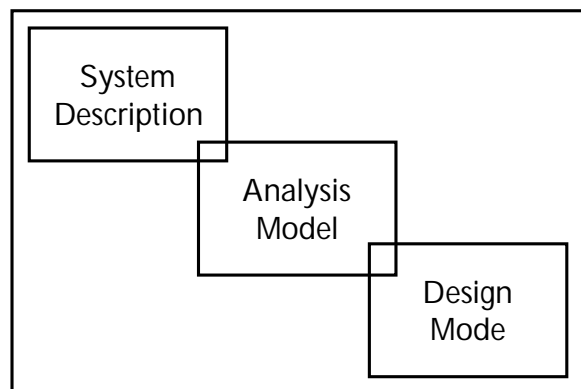 System
Description
Analysis
Model
Design
Mode